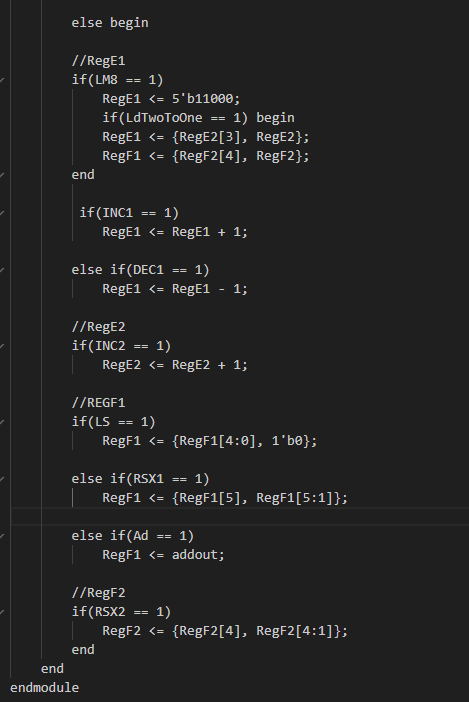 else begin
//RegE1
if(LM8 == 1)
RegE1 <= 5'b11000;
if(LdTwoToOne == 1) begin
RegE1 <= {RegE2[3], RegE2};
RegF1 <= {RegF2[4], RegF2};
end
if(INC1 == 1)
RegE1 <= RegE1 + 1;
else if(DEC1 == 1)
RegE1 <= RegE1 - 1;
//RegE2
if(INC2 == 1)
RegE2 <= RegE2 + 1;
//REGF1
if(LS == 1)
RegF1 <= {RegF1[4:0], 1'b0};
else if(RSX1 == 1)
RegF1 <= {RegF1[5], RegF1[5:1]};
else if(Ad == 1)
RegF1 <= addout;
//RegF2
if(RSX2 == 1)
RegF2 <= {RegF2[4], RegF2[4:1]};
end
end
endmodule